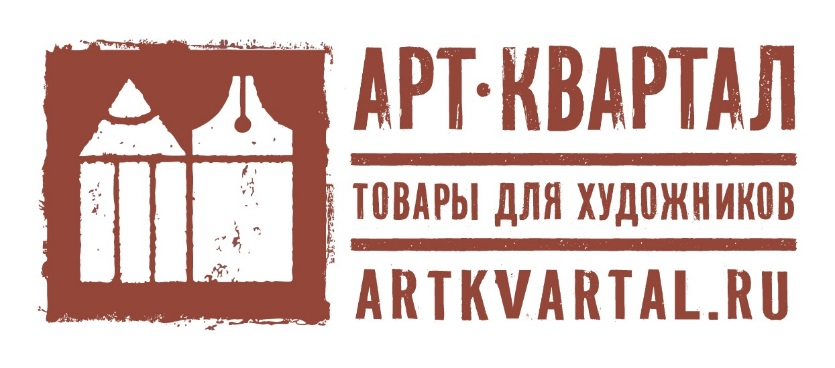 АРТ·КВАРТАЛ
ТОВАРЫ ДЛЯ ХУДОЖНИКОВ
ARTKVARTAL.RU